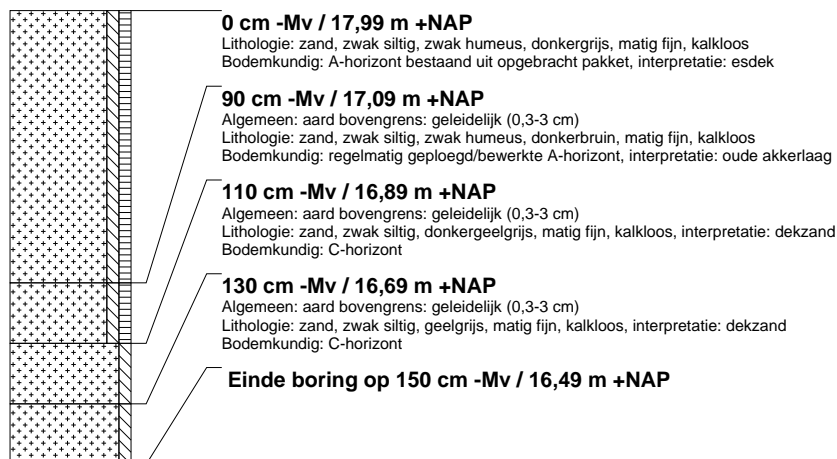 0 cm -Mv / 17,99 m +NAP
Lithologie: zand, zwak siltig, zwak humeus, donkergrijs, matig fijn, kalkloos
Bodemkundig: A-horizont bestaand uit opgebracht pakket, interpretatie: esdek
90 cm -Mv / 17,09 m +NAP
Algemeen: aard bovengrens: geleidelijk (0,3-3 cm)
Lithologie: zand, zwak siltig, zwak humeus, donkerbruin, matig fijn, kalkloos
Bodemkundig: regelmatig geploegd/bewerkte A-horizont, interpretatie: oude akkerlaag
110 cm -Mv / 16,89 m +NAP
Algemeen: aard bovengrens: geleidelijk (0,3-3 cm)
Lithologie: zand, zwak siltig, donkergeelgrijs, matig fijn, kalkloos, interpretatie: dekzand
Bodemkundig: C-horizont
130 cm -Mv / 16,69 m +NAP
Algemeen: aard bovengrens: geleidelijk (0,3-3 cm)
Lithologie: zand, zwak siltig, geelgrijs, matig fijn, kalkloos, interpretatie: dekzand
Bodemkundig: C-horizont
Einde boring op 150 cm -Mv / 16,49 m +NAP